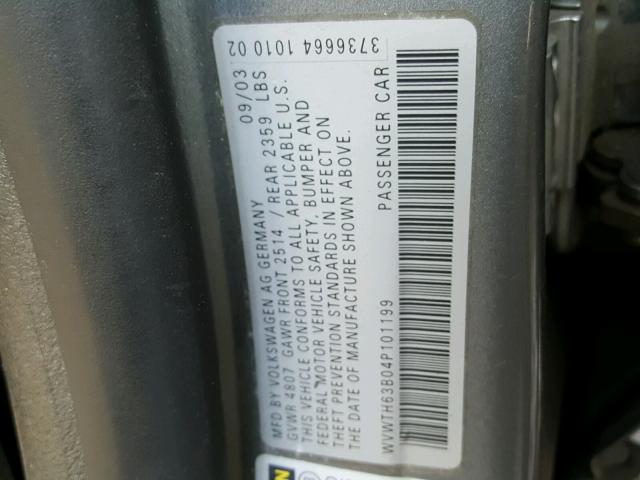 3736664 1010 02
09/03
MFD BY VOLKSWAGEN AG GERMANY
GVWR 4807 GAWR FRONT 2514 / REAR 2359 LBS
THIS VEHICLE CONFORMS TO ALL APPLICABLE U.S.
FEDERAL MOTOR VEHICLE SAFETY, BUMPER AND
THEFT PREVENTION STANDARDS IN EFFECT ON
THE DATE OF MANUFACTURE SHOWN ABOVE.
PASSENGER CAR
WVWTH63B04P101199